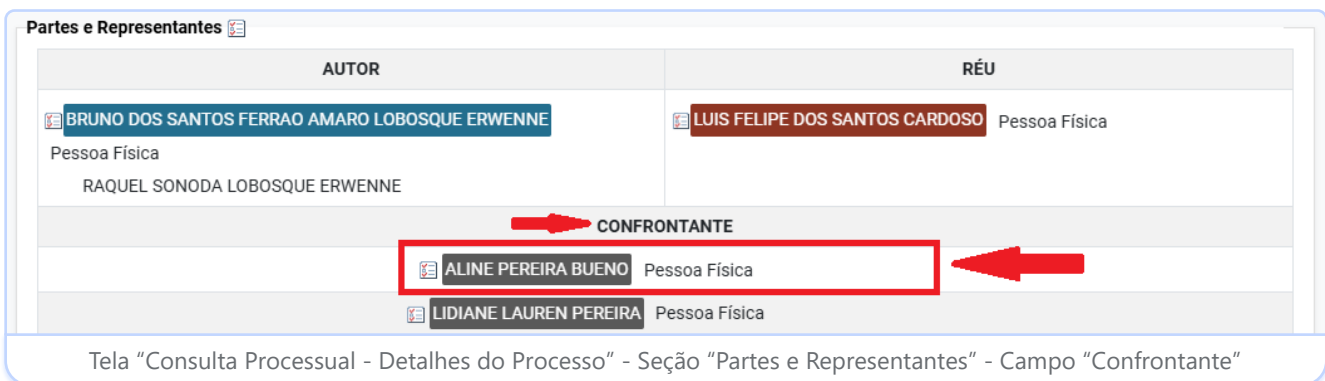 Partes e Representantes
AUTOR
RÉU
BRUNO DOS SANTOS FERRAO AMARO LOBOSQUE ERWENNE
Pessoa Física
RAQUEL SONODA LOBOSQUE ERWENNE
LUIS FELIPE DOS SANTOS CARDOSO Pessoa Física
CONFRONTANTE
ALINE PEREIRA BUENO Pessoa Física
LIDIANE LAUREN PEREIRA Pessoa Física
Tela “Consulta Processual - Detalhes do Processo” - Seção “Partes e Representantes” - Campo “Confrontante”